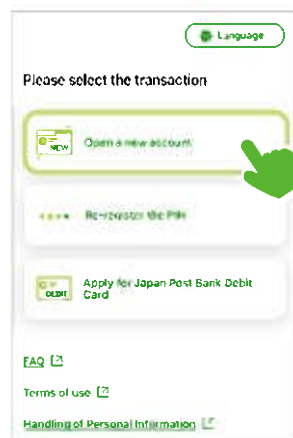 Language
Please select the transaction
NEW
Open a new account
Re-register the PIN
DEBIT
Apply for Japan Post Bank Debit
Card
FAQ
Terms of use
Handling of Personal Information